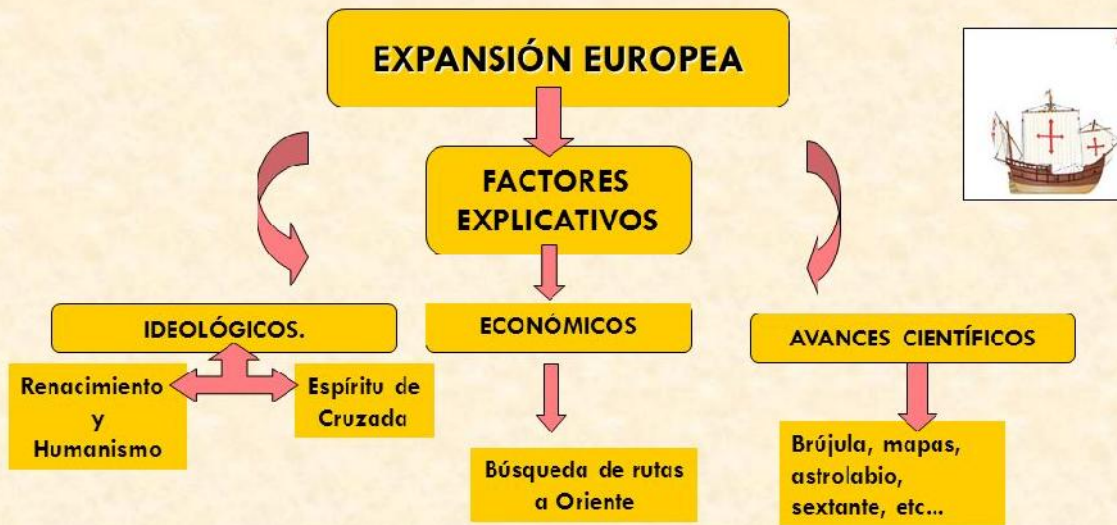 EXPANSIÓN EUROPEA
FACTORES
EXPLICATIVOS
IDEOLÓGICOS.
Renacimiento
y
Humanismo
Espíritu de
Cruzada
ECONÓMICOS
Búsqueda de rutas
a Oriente
AVANCES CIENTÍFICOS
Brújula, mapas,
astrolabio,
sextante, etc...